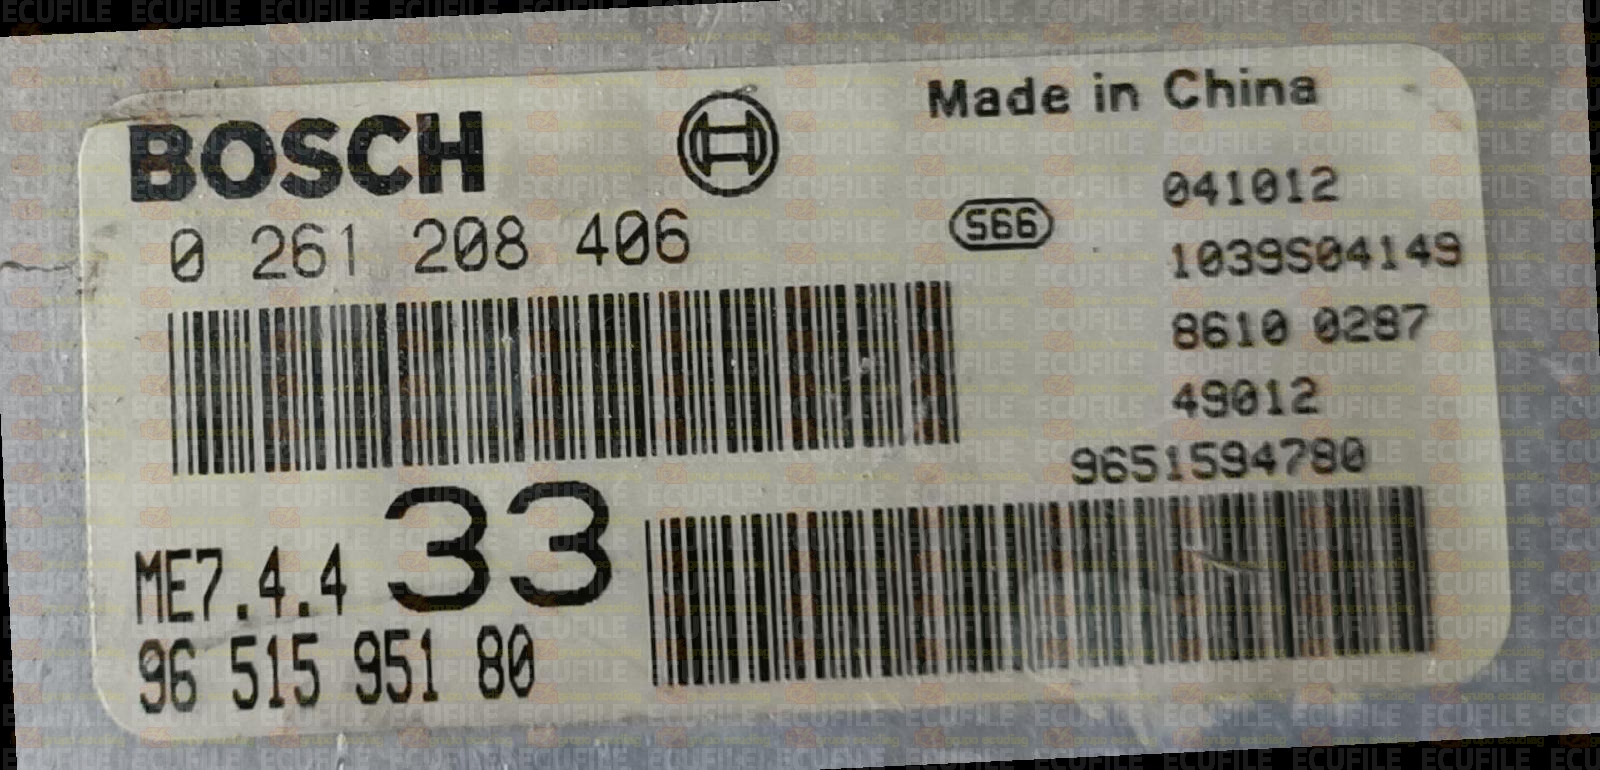 BOSCH
Made in China
0 261 208 406
S66
041012
1039S04149
8610 0287
49012
9651594780
ME7.4.4 33
96 515 951 80